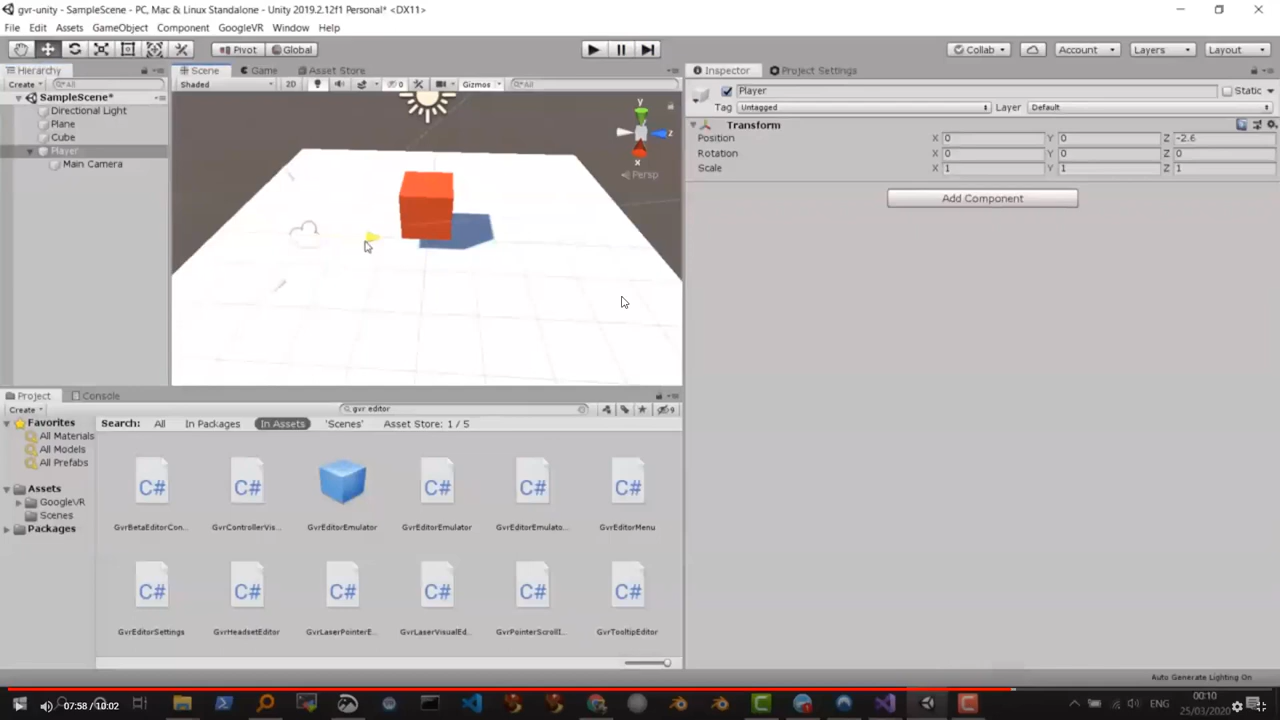 gvr-unity - SampleScene - PC, Mac & Linux Standalone - Unity 2019.2.12f1 Personal* <DX11>
File Edit Assets GameObject Component GoogleVR Window Help
Pivot Global Collab Account Layers Layout
Hierarchy Scene Game Asset Store Inspector Project Settings
Create All Shaded 2D 0 Gizmos All
SampleScene* Player Static
Directional Light Tag Untagged Layer Default
Plane Transform
Cube Position X 0 Y 0 Z -2.6
Player Rotation X 0 Y 0 Z 0
Main Camera Scale X 1 Y 1 Z 1
y
z
x
Persp
Add Component
Project Console
Create gvr editor 9
Favorites Search: All In Packages In Assets 'Scenes' Asset Store: 1 / 5
All Materials
All Models
All Prefabs
Assets
GoogleVR
Scenes
Packages
C# C# C# C# C#
GvrBetaEditorCon... GvrControllerVis... GvrEditorEmulator GvrEditorEmulator GvrEditorEmulato... GvrEditorMenu
C# C# C# C# C# C#
GvrEditorSettings GvrHeadsetEditor GvrLaserPointerE... GvrLaserVisualEd... GvrPointerScrollI... GvrTooltipEditor
Auto Generate Lighting On
07:58 / 10:02 ENG 00:10
25/03/2020